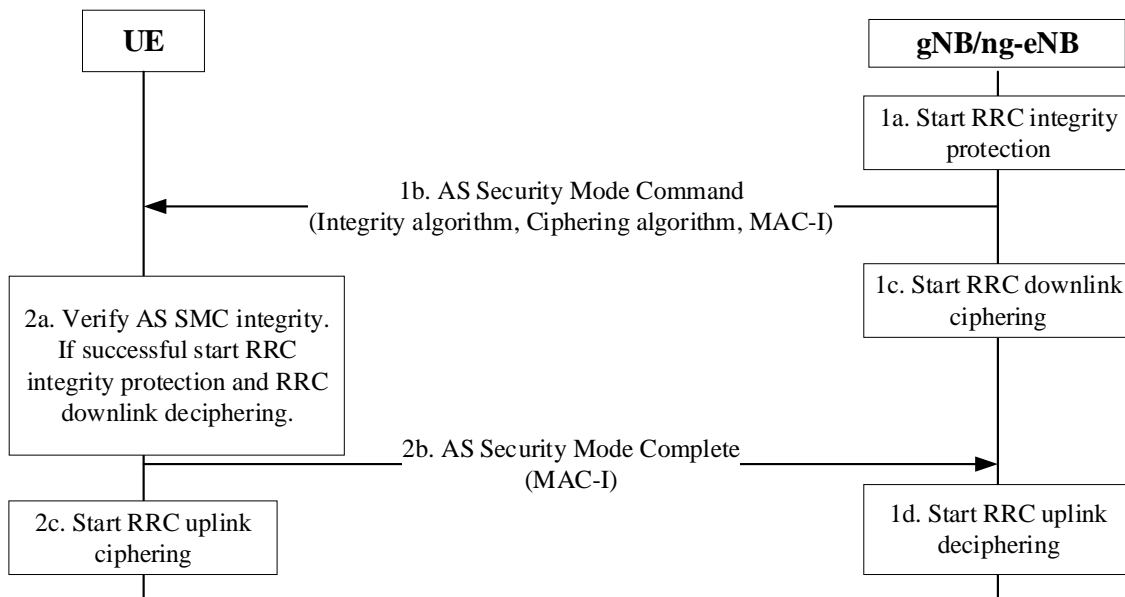 UE
gNB/ng-eNB
1a. Start RRC integrity
protection
1b. AS Security Mode Command
(Integrity algorithm, Ciphering algorithm, MAC-I)
1c. Start RRC downlink
ciphering
2a. Verify AS SMC integrity.
If successful start RRC
integrity protection and RRC
downlink deciphering.
2b. AS Security Mode Complete
(MAC-I)
2c. Start RRC uplink
ciphering
1d. Start RRC uplink
deciphering